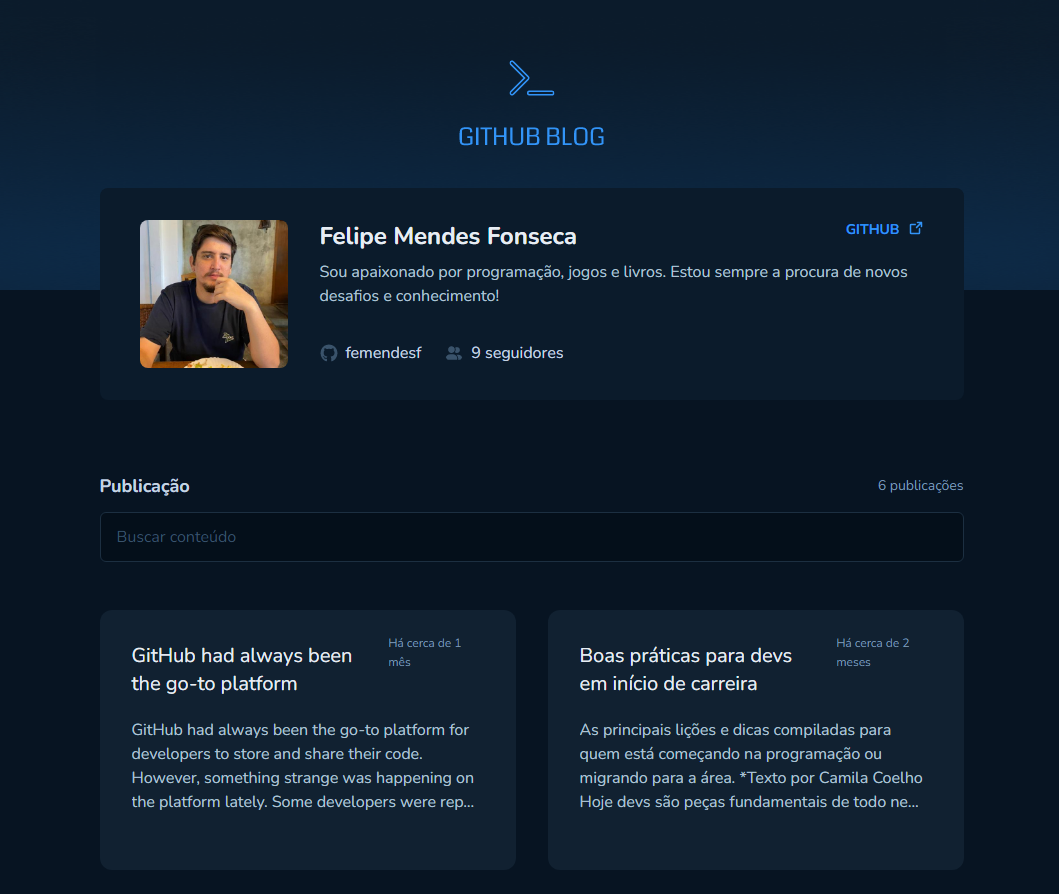 GITHUB BLOG
Felipe Mendes Fonseca
GITHUB
Sou apaixonado por programação, jogos e livros. Estou sempre a procura de novos
desafios e conhecimento!
femendesf
9 seguidores
Publicação
6 publicações
Buscar conteúdo
GitHub had always been
the go-to platform
Há cerca de 1
mês
GitHub had always been the go-to platform for
developers to store and share their code.
However, something strange was happening on
the platform lately. Some developers were rep...
Boas práticas para devs
em início de carreira
Há cerca de 2
meses
As principais lições e dicas compiladas para
quem está começando na programação ou
migrando para a área. *Texto por Camila Coelho
Hoje devs são peças fundamentais de todo ne...